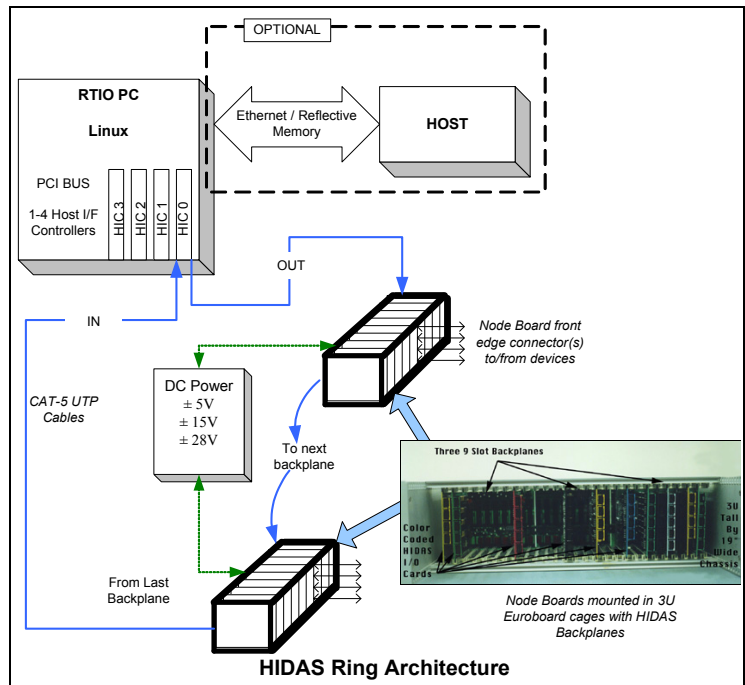 OPTIONAL
RTIO PC
Linux
Ethernet / Reflective
Memory
HOST
PCI BUS
1-4 Host I/F
Controllers
HIC 3
HIC 2
HIC 1
HIC 0
OUT
IN
Node Board front
edge connector(s)
to/from devices
CAT-5 UTP
Cables
DC Power
± 5V
± 15V
± 28V
To next
backplane
Three 9 Slot Backplanes
Color
Coded
HIDAS
I/O
Cards
3U
Tall
By
19"
Wide
Chassis
From Last
Backplane
Node Boards mounted in 3U
Euroboard cages with HIDAS
Backplanes
HIDAS Ring Architecture